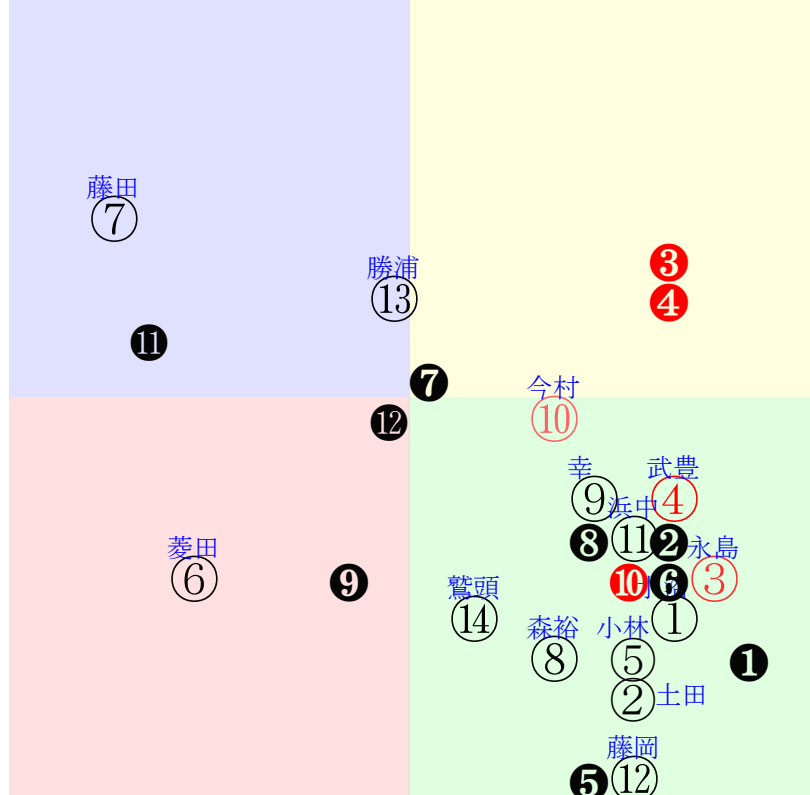 藤田
⑦
勝浦
⑬
❸
❹
⓫
❼
今村
⑩
⓬
幸
武豊
⑨
④
浜中
⑪
❽
❷
永島
菱田
⑥
❾
❿
❻
③
鷲頭
⑭
①
森裕
小林
⑧
⑤
❶
②
土田
藤岡
⑫
❺